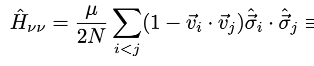 $\hat{H}_{\nu\nu} = \frac{\mu}{2N} \sum_{i<j} (1 - \vec{v}_i \cdot \vec{v}_j) \hat{\vec{\sigma}}_i \cdot \hat{\vec{\sigma}}_j \equiv$